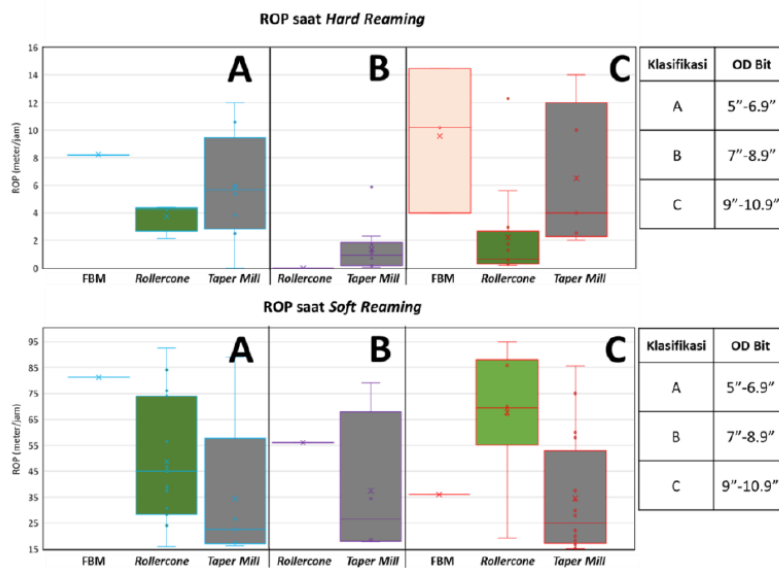 ROP saat Hard Reaming
A
B
C
ROP (meter/jam)
16
14
12
10
8
6
4
2
0
FBM
Rollercone
Taper Mill
Rollercone
Taper Mill
FBM
Rollercone
Taper Mill
Klasifikasi OD Bit
A 5”-6.9”
B 7”-8.9”
C 9”-10.9”
ROP saat Soft Reaming
A
B
C
ROP (meter/jam)
95
85
75
65
55
45
35
25
15
FBM
Rollercone
Taper Mill
Rollercone
Taper Mill
FBM
Rollercone
Taper Mill
Klasifikasi OD Bit
A 5”-6.9”
B 7”-8.9”
C 9”-10.9”